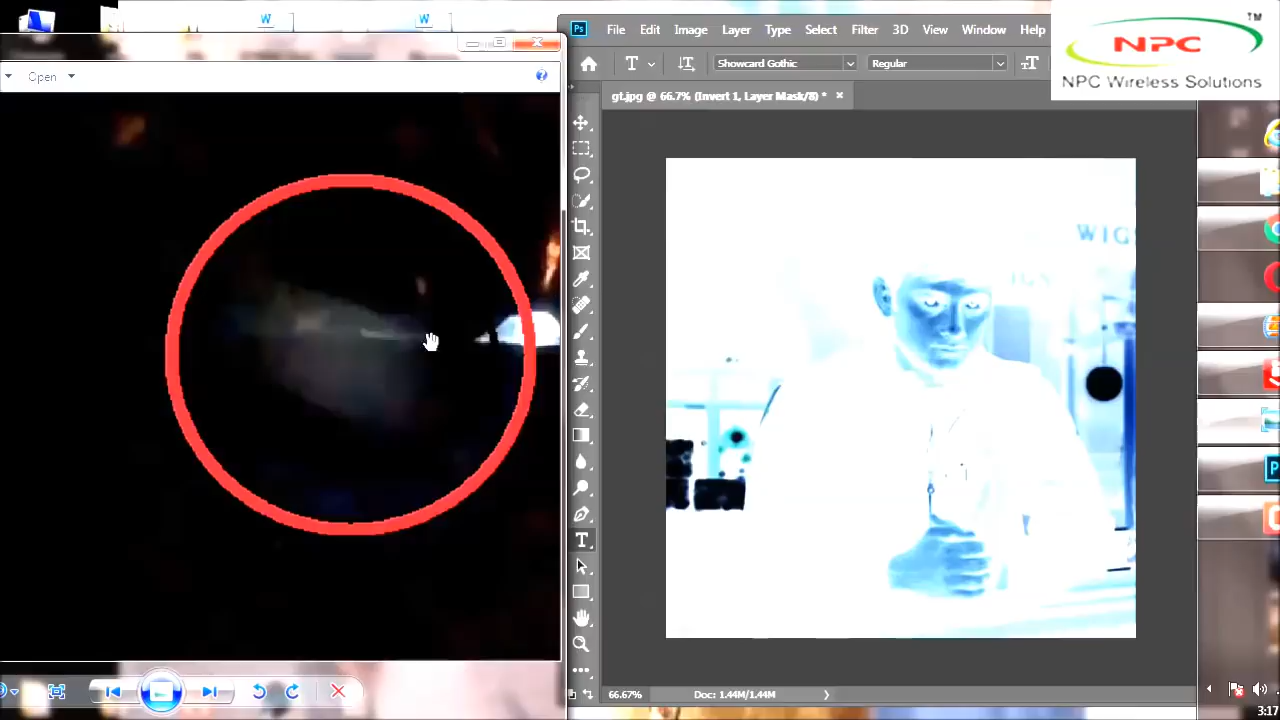 W
W
Ps
File Edit Image Layer Type Select Filter 3D View Window Help
NPC
TM
NPC Wireless Solutions
Open
?
T
Showcard Gothic
Regular
gt.jpg @ 66.7% (Invert 1, Layer Mask/8) *
WIG
T
66.67%
Doc: 1.44M/1.44M
3:17